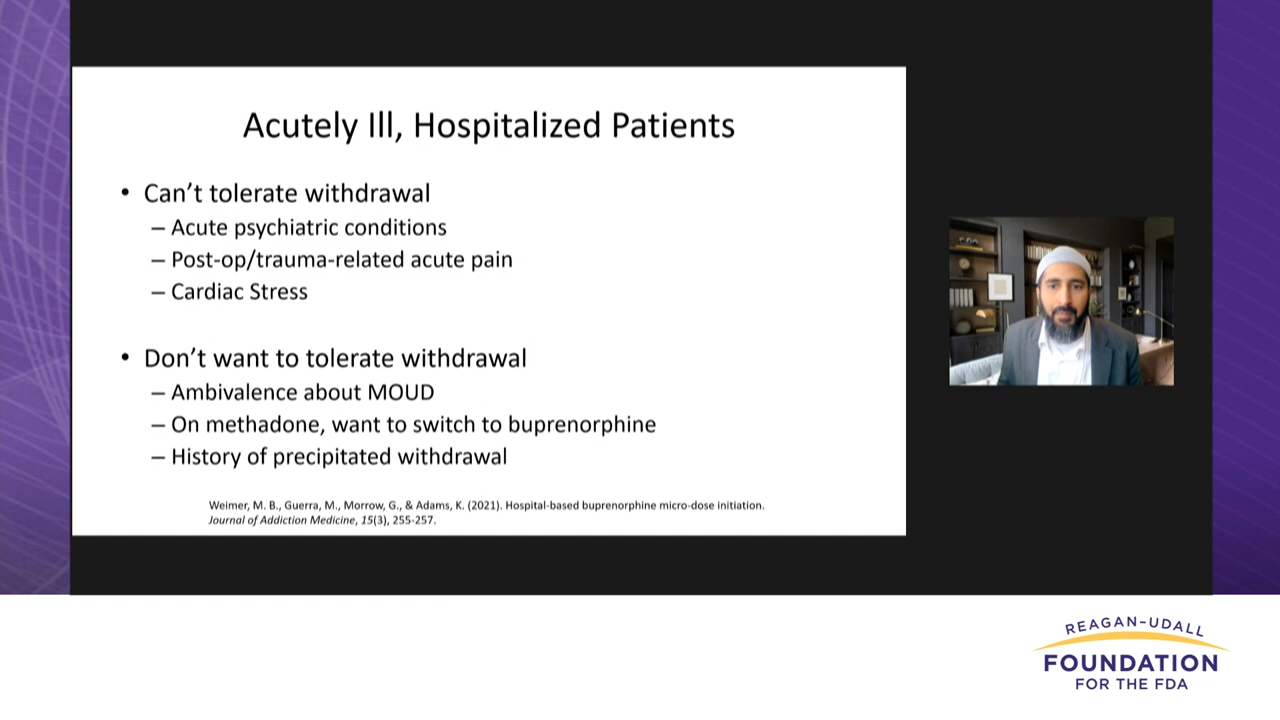 Acutely Ill, Hospitalized Patients
• Can’t tolerate withdrawal
– Acute psychiatric conditions
– Post-op/trauma-related acute pain
– Cardiac Stress
• Don’t want to tolerate withdrawal
– Ambivalence about MOUD
– On methadone, want to switch to buprenorphine
– History of precipitated withdrawal
Weimer, M. B., Guerra, M., Morrow, G., & Adams, K. (2021). Hospital-based buprenorphine micro-dose initiation.
Journal of Addiction Medicine, 15(3), 255-257.
REAGAN-UDALL
FOUNDATION
FOR THE FDA